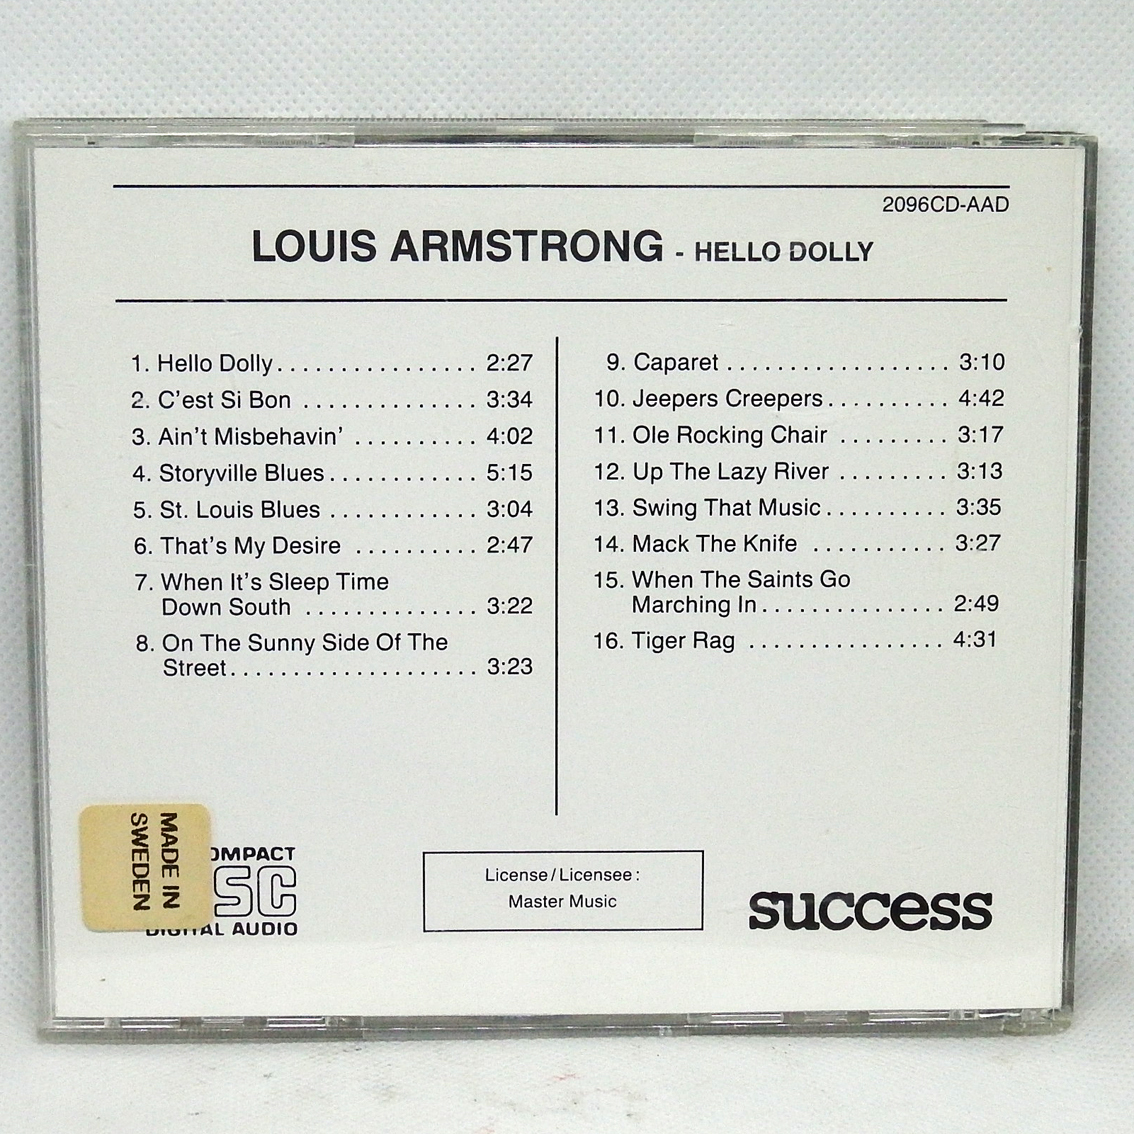 2096CD-AAD
LOUIS ARMSTRONG - HELLO DOLLY
1. Hello Dolly . . . . . . . . . . . . . . . . 2:27
2. C'est Si Bon . . . . . . . . . . . . . . 3:34
3. Ain't Misbehavin' . . . . . . . . . . 4:02
4. Storyville Blues . . . . . . . . . . . . 5:15
5. St. Louis Blues . . . . . . . . . . . . 3:04
6. That's My Desire . . . . . . . . . . 2:47
7. When It's Sleep Time
Down South . . . . . . . . . . . . . . 3:22
8. On The Sunny Side Of The
Street . . . . . . . . . . . . . . . . . . . . 3:23
9. Caparet . . . . . . . . . . . . . . . . . . 3:10
10. Jeepers Creepers . . . . . . . . . . 4:42
11. Ole Rocking Chair . . . . . . . . . 3:17
12. Up The Lazy River . . . . . . . . . 3:13
13. Swing That Music . . . . . . . . . . 3:35
14. Mack The Knife . . . . . . . . . . . 3:27
15. When The Saints Go
Marching In . . . . . . . . . . . . . . . 2:49
16. Tiger Rag . . . . . . . . . . . . . . . . 4:31
MADE IN
SWEDEN
OMPACT
SC
DIGITAL AUDIO
License / Licensee :
Master Music
success